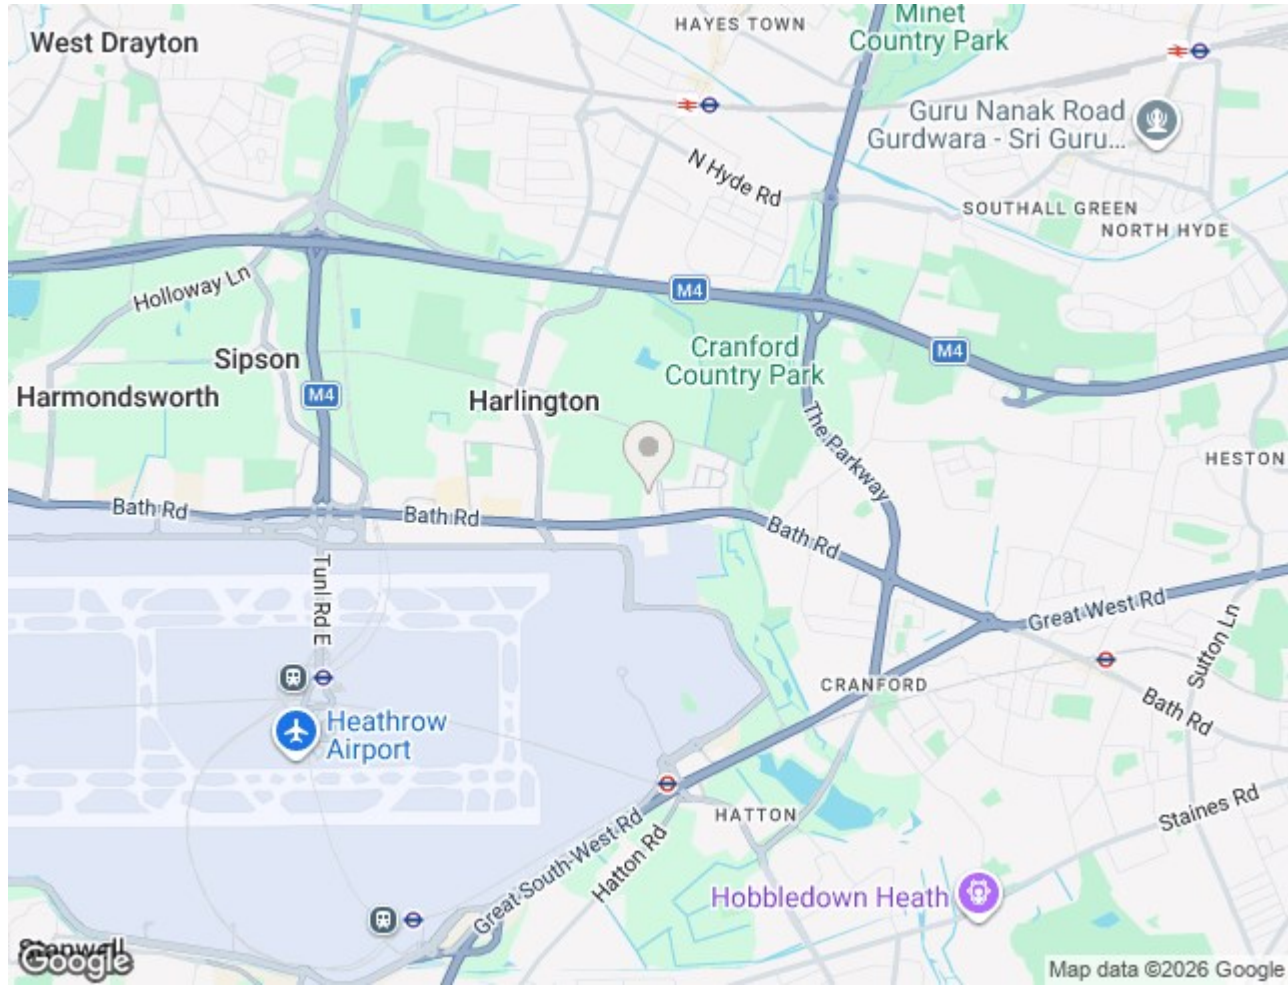 HAYES TOWN
Minet
Country Park
West Drayton
Guru Nanak Road
Gurdwara - Sri Guru...
N Hyde Rd
SOUTHALL GREEN
NORTH HYDE
Holloway Ln
M4
Cranford
Country Park
M4
Sipson
M4
Harmondsworth
Harlington
The Parkway
HESTON
Bath Rd
Bath Rd
Bath Rd
Tunl Rd E
Great West Rd
Sutton Ln
CRANFORD
Bath Rd
Heathrow
Airport
HATTON
Staines Rd
Great South-West Rd
Hatton Rd
Hobbledown Heath
Stanwell
Google
Map data ©2026 Google